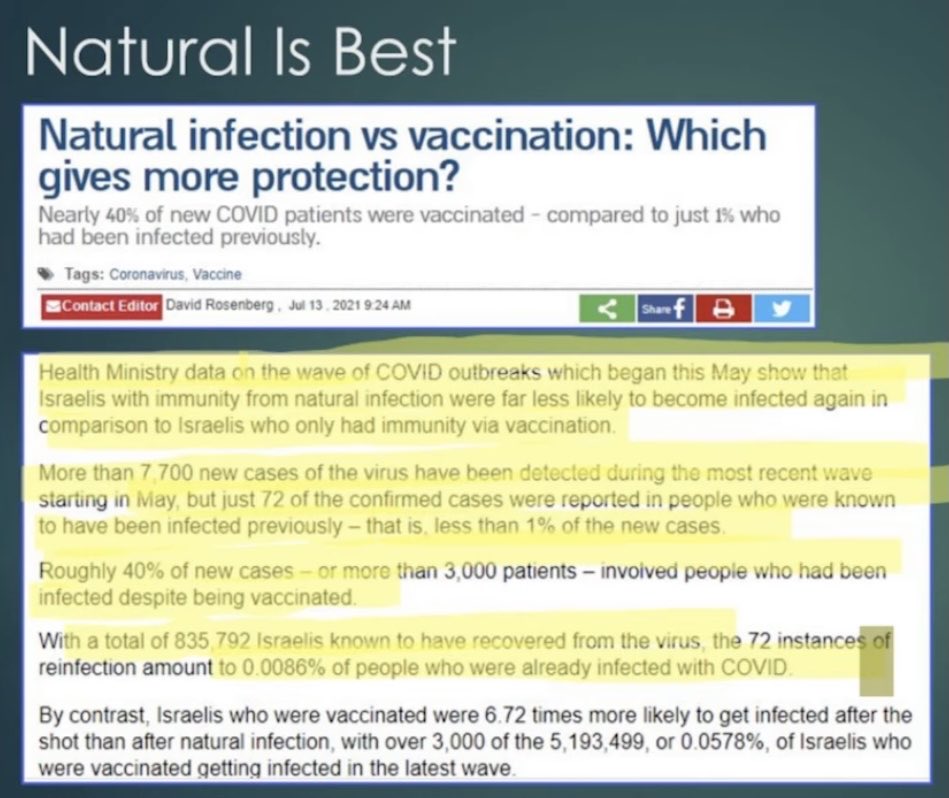 Natural Is Best
Natural infection vs vaccination: Which
gives more protection?
Nearly 40% of new COVID patients were vaccinated - compared to just 1% who
had been infected previously.
Tags: Coronavirus, Vaccine
Contact Editor David Rosenberg , Jul 13 , 2021 9:24 AM
Share f
Health Ministry data on the wave of COVID outbreaks which began this May show that
Israelis with immunity from natural infection were far less likely to become infected again in
comparison to Israelis who only had immunity via vaccination.
More than 7,700 new cases of the virus have been detected during the most recent wave
starting in May, but just 72 of the confirmed cases were reported in people who were known
to have been infected previously – that is, less than 1% of the new cases.
Roughly 40% of new cases – or more than 3,000 patients – involved people who had been
infected despite being vaccinated.
With a total of 835,792 Israelis known to have recovered from the virus, the 72 instances of
reinfection amount to 0.0086% of people who were already infected with COVID.
By contrast, Israelis who were vaccinated were 6.72 times more likely to get infected after the
shot than after natural infection, with over 3,000 of the 5,193,499, or 0.0578%, of Israelis who
were vaccinated getting infected in the latest wave.